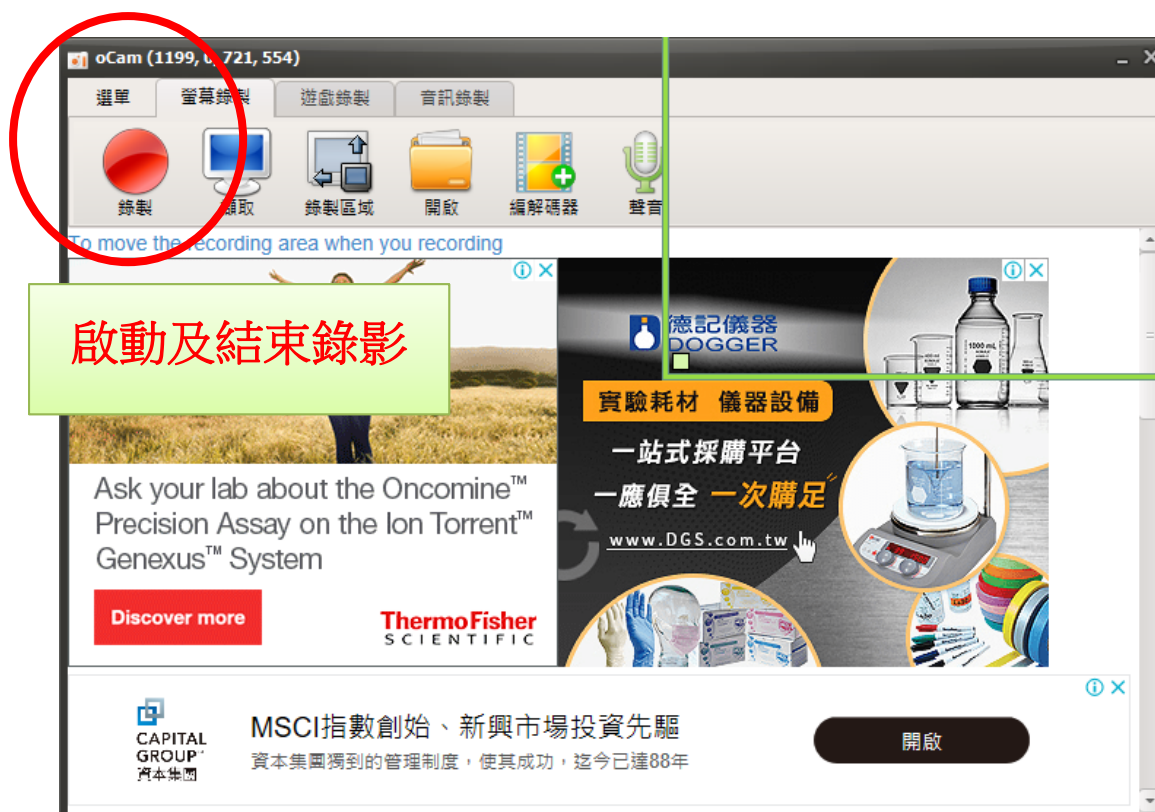 oCam (1199, 0, 721, 554)
選單 螢幕錄製 遊戲錄製 音訊錄製
錄製 擷取 錄製區域 開啟 編解碼器 聲音
To move the recording area when you recording
啟動及結束錄影
Ask your lab about the Oncomine™
Precision Assay on the Ion Torrent™
Genexus™ System
Discover more
ThermoFisher
SCIENTIFIC
德記儀器
DOGGER
實驗耗材 儀器設備
一站式採購平台
一應俱全 一次購足
www.DGS.com.tw
1000 mL
CAPITAL
GROUP
資本集團
MSCI指數創始、新興市場投資先驅
資本集團獨到的管理制度，使其成功，迄今已達88年
開啟